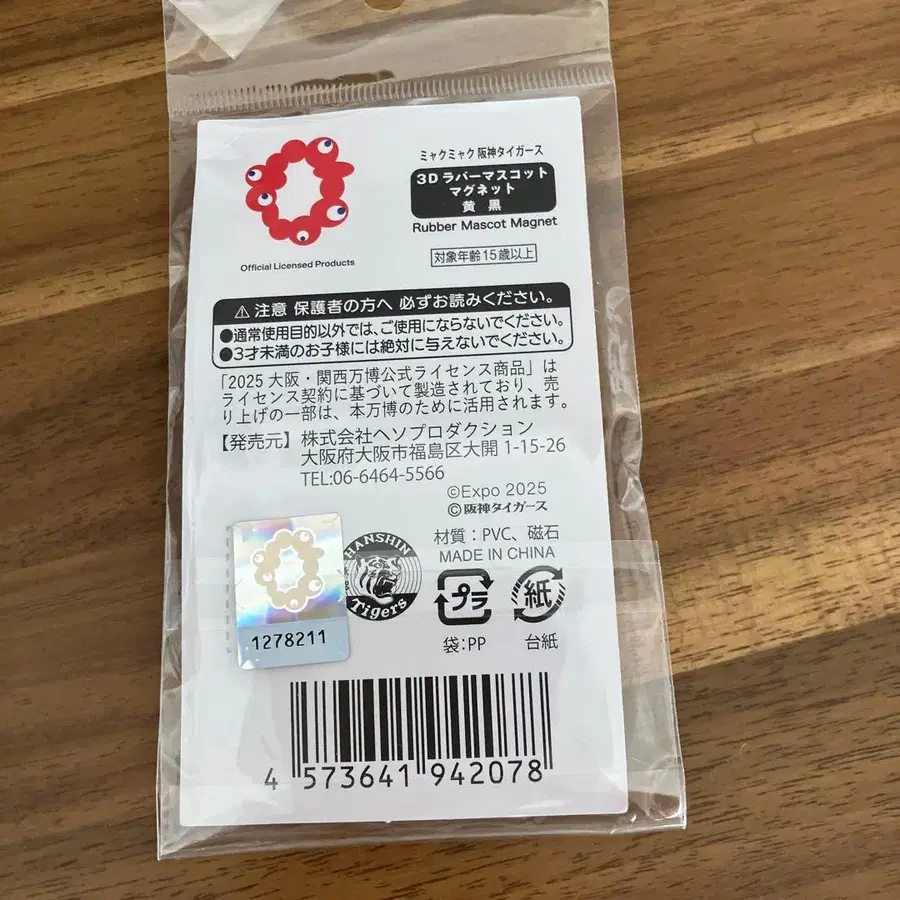 ミャクミャク 阪神タイガース
3Dラバーマスコット
マグネット
黄 黒
Rubber Mascot Magnet
Official Licensed Products
対象年齢15歳以上
⚠ 注意 保護者の方へ 必ずお読みください。
●通常使用目的以外では、ご使用にならないでください。
●3才未満のお子様には絶対に与えないでください。
「2025 大阪・関西万博公式ライセンス商品」は
ライセンス契約に基づいて製造されており、売
り上げの一部は、本万博のために活用されます。
【発売元】 株式会社ヘソプロダクション
大阪府大阪市福島区大開 1-15-26
TEL:06-6464-5566
©Expo 2025
©阪神タイガース
材質：PVC、磁石
MADE IN CHINA
HANSHIN
Tigers
プラ
紙
袋:PP
台紙
1278211
4 573641 942078